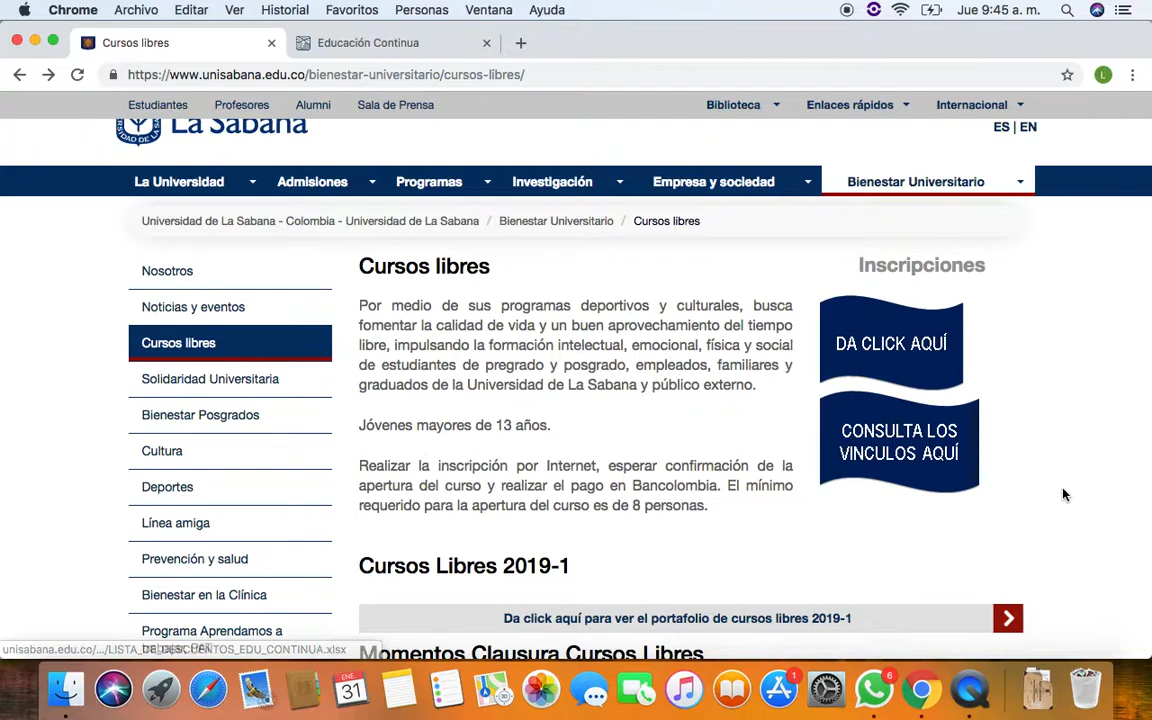 Chrome Archivo Editar Ver Historial Favoritos Personas Ventana Ayuda Jue 9:45 a. m.
Cursos libres Educación Continua
https://www.unisabana.edu.co/bienestar-universitario/cursos-libres/ L
Estudiantes Profesores Alumni Sala de Prensa Biblioteca Enlaces rápidos Internacional
La Sabana
ES | EN
La Universidad Admisiones Programas Investigación Empresa y sociedad Bienestar Universitario
Universidad de La Sabana - Colombia - Universidad de La Sabana / Bienestar Universitario / Cursos libres
Nosotros
Noticias y eventos
Cursos libres
Solidaridad Universitaria
Bienestar Posgrados
Cultura
Deportes
Línea amiga
Prevención y salud
Bienestar en la Clínica
Programa Aprendamos a
Cursos libres
Por medio de sus programas deportivos y culturales, busca
fomentar la calidad de vida y un buen aprovechamiento del tiempo
libre, impulsando la formación intelectual, emocional, física y social
de estudiantes de pregrado y posgrado, empleados, familiares y
graduados de la Universidad de La Sabana y público externo.
Jóvenes mayores de 13 años.
Realizar la inscripción por Internet, esperar confirmación de la
apertura del curso y realizar el pago en Bancolombia. El mínimo
requerido para la apertura del curso es de 8 personas.
Cursos Libres 2019-1
Da click aquí para ver el portafolio de cursos libres 2019-1
Momentos Clausura Cursos Libres
Inscripciones
DA CLICK AQUÍ
CONSULTA LOS
VINCULOS AQUÍ
ENE
31
1
6